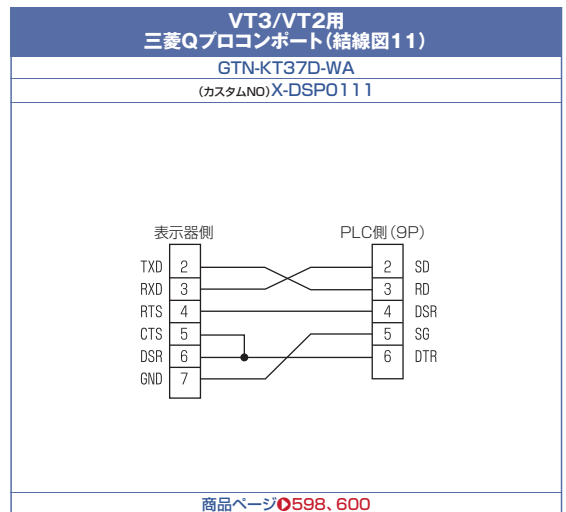 VT3/VT2用
三菱Qプロコンポート(結線図11)
GTN-KT37D-WA
(カスタムNO)X-DSP0111
表示器側 PLC側(9P)
TXD 2 2 SD
RXD 3 3 RD
RTS 4 4 DSR
CTS 5 5 SG
DSR 6 6 DTR
GND 7
商品ページ598、600